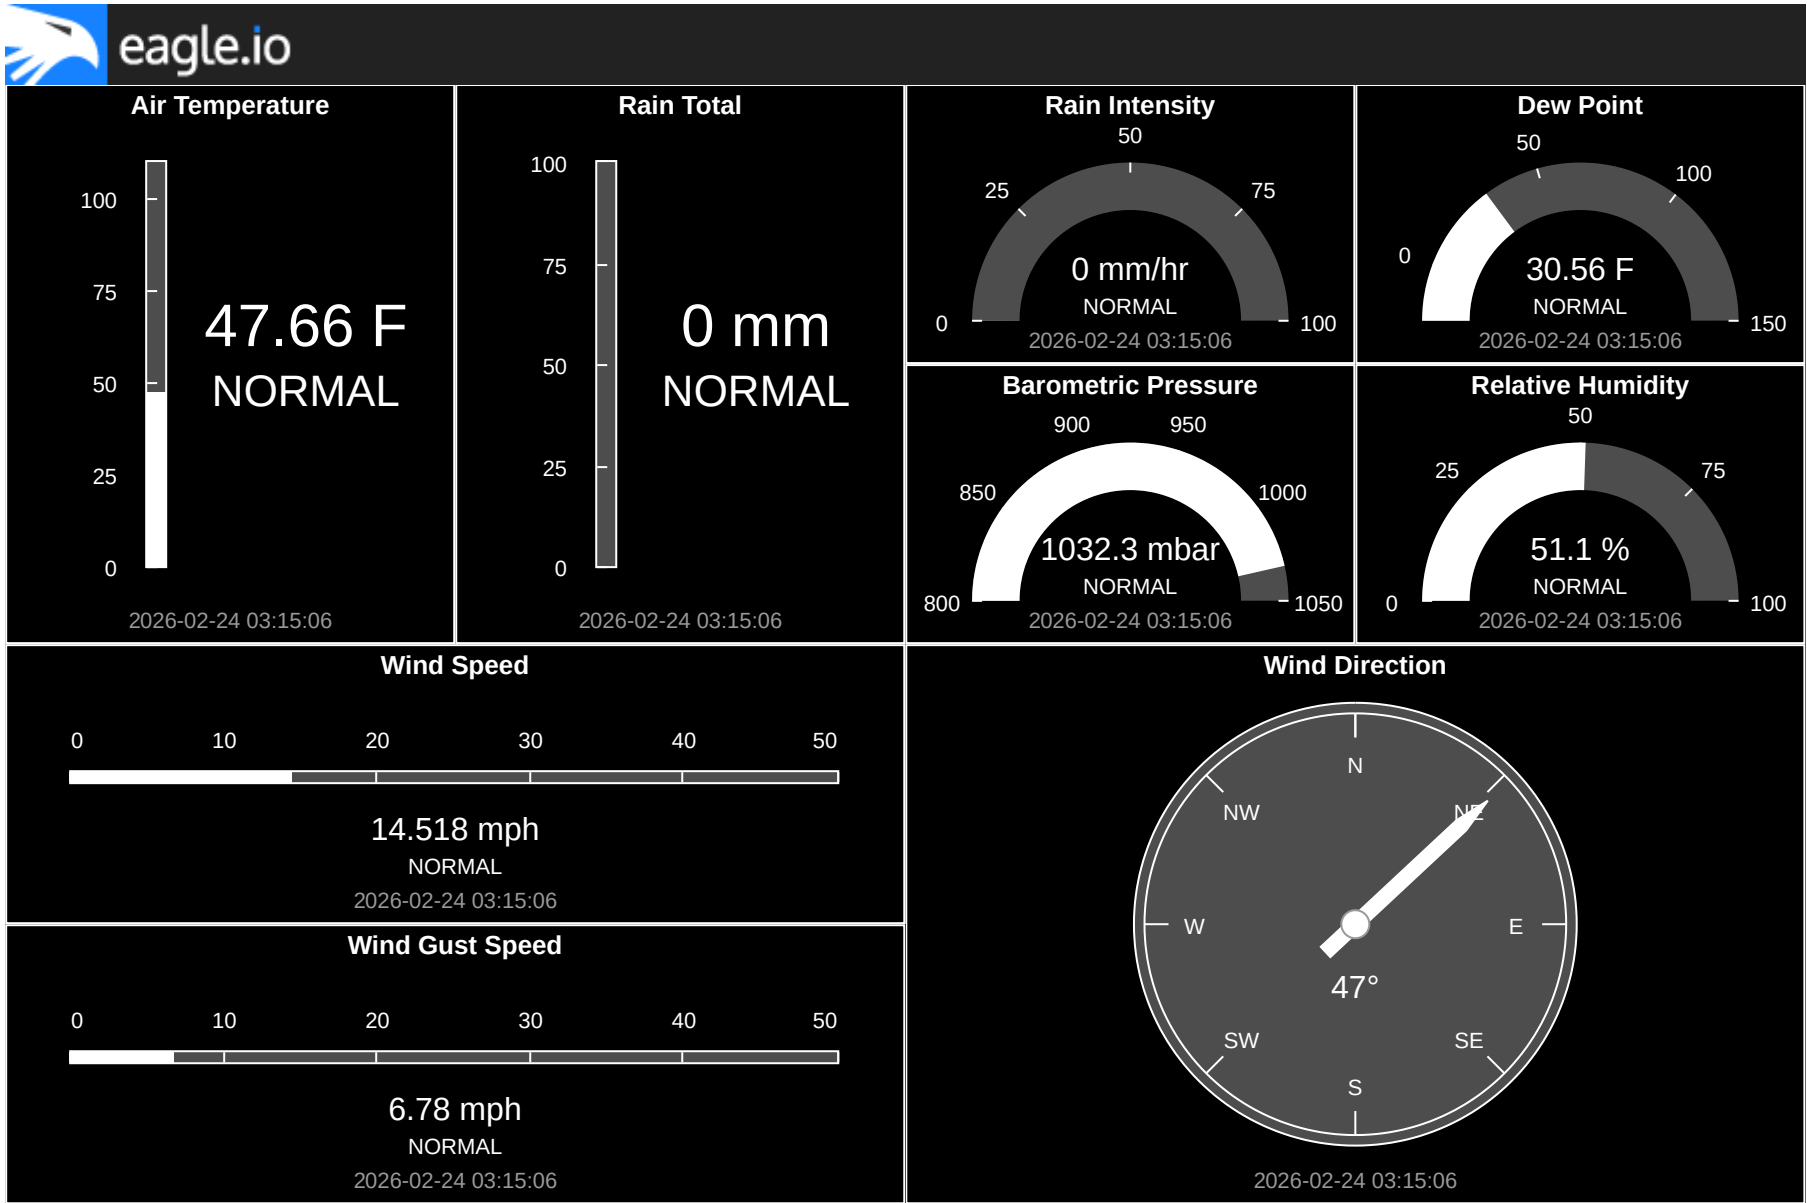 eagle.io
Air Temperature
100
75
50
25
0
47.66 F
NORMAL
2026-02-24 03:15:06
Rain Total
100
75
50
25
0
0 mm
NORMAL
2026-02-24 03:15:06
Rain Intensity
50
25
75
0
100
0 mm/hr
NORMAL
2026-02-24 03:15:06
Dew Point
50
100
0
150
30.56 F
NORMAL
2026-02-24 03:15:06
Barometric Pressure
900
950
850
1000
800
1050
1032.3 mbar
NORMAL
2026-02-24 03:15:06
Relative Humidity
50
25
75
0
100
51.1 %
NORMAL
2026-02-24 03:15:06
Wind Speed
0 10 20 30 40 50
14.518 mph
NORMAL
2026-02-24 03:15:06
Wind Gust Speed
0 10 20 30 40 50
6.78 mph
NORMAL
2026-02-24 03:15:06
Wind Direction
N
NW
NE
W
E
47°
SW
SE
S
2026-02-24 03:15:06